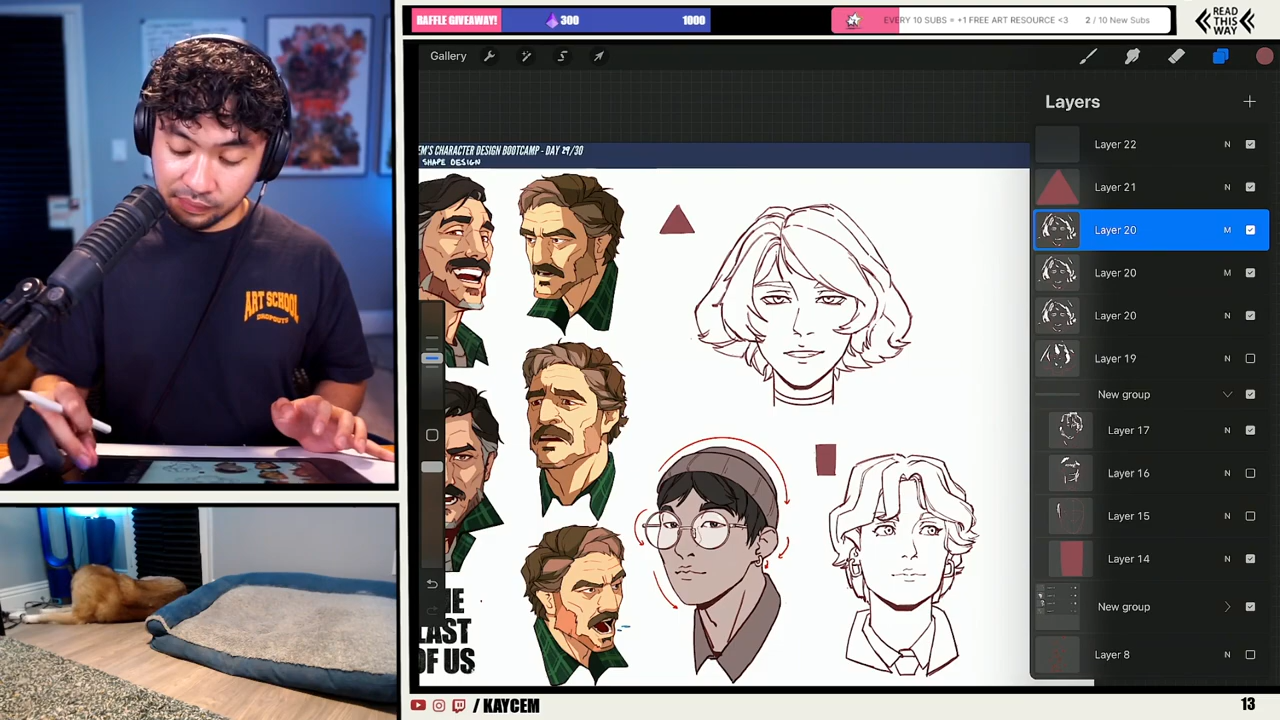 RAFFLE GIVEAWAY!
300
1000
EVERY 10 SUBS = +1 FREE ART RESOURCE <3
2 / 10 New Subs
READ
THIS
WAY
Gallery
EM'S CHARACTER DESIGN BOOTCAMP - DAY 29/30
SHAPE DESIGN
ART SCHOOL
DROPOUTS
LAST
OF US
Layers
Layer 22 N
Layer 21 N
Layer 20 M
Layer 20 M
Layer 20 N
Layer 19 N
New group
Layer 17 N
Layer 16 N
Layer 15 N
Layer 14 N
New group
Layer 8 N
/ KAYCEM
13